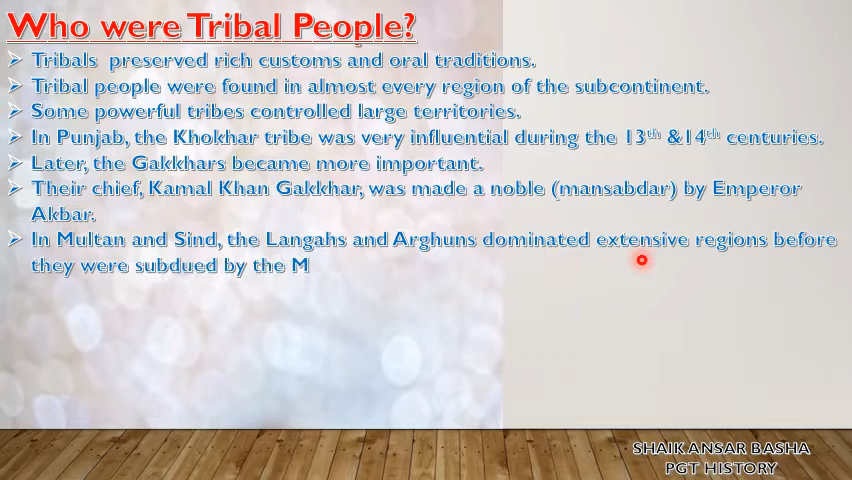 Who were Tribal People?
➢ Tribals preserved rich customs and oral traditions.
➢ Tribal people were found in almost every region of the subcontinent.
➢ Some powerful tribes controlled large territories.
➢ In Punjab, the Khokhar tribe was very influential during the 13th &14th centuries.
➢ Later, the Gakkhars became more important.
➢ Their chief, Kamal Khan Gakkhar, was made a noble (mansabdar) by Emperor
Akbar.
➢ In Multan and Sind, the Langahs and Arghuns dominated extensive regions before
they were subdued by the M
SHAIK ANSAR BASHA
PGT HISTORY